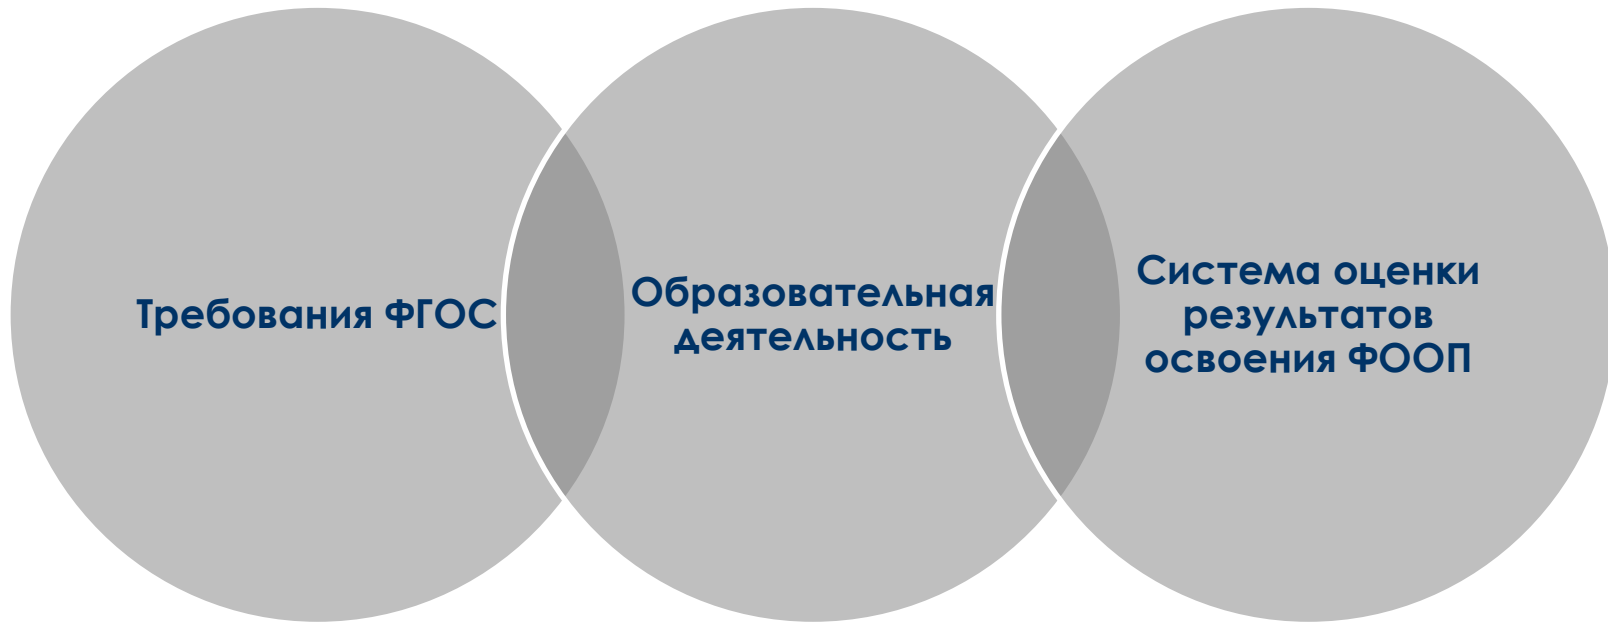 Требования ФГОС
Образовательная
деятельность
Система оценки
результатов
освоения ФООП